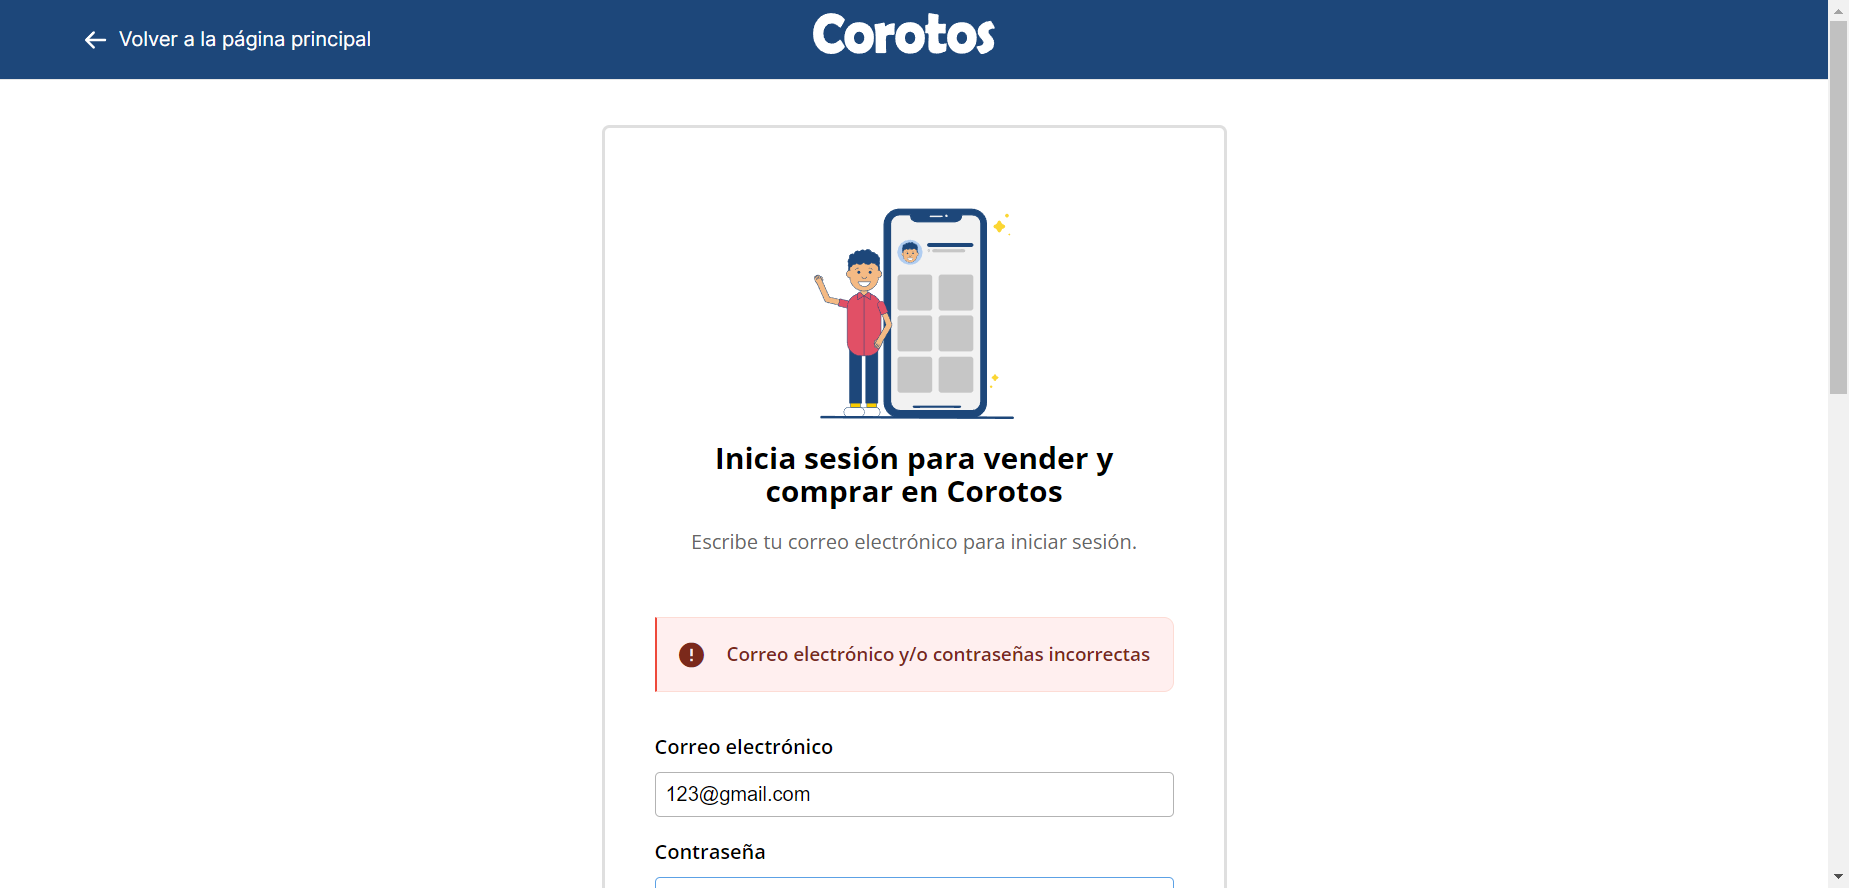 Volver a la página principal
Corotos
Inicia sesión para vender y
comprar en Corotos
Escribe tu correo electrónico para iniciar sesión.
Correo electrónico y/o contraseñas incorrectas
Correo electrónico
123@gmail.com
Contraseña